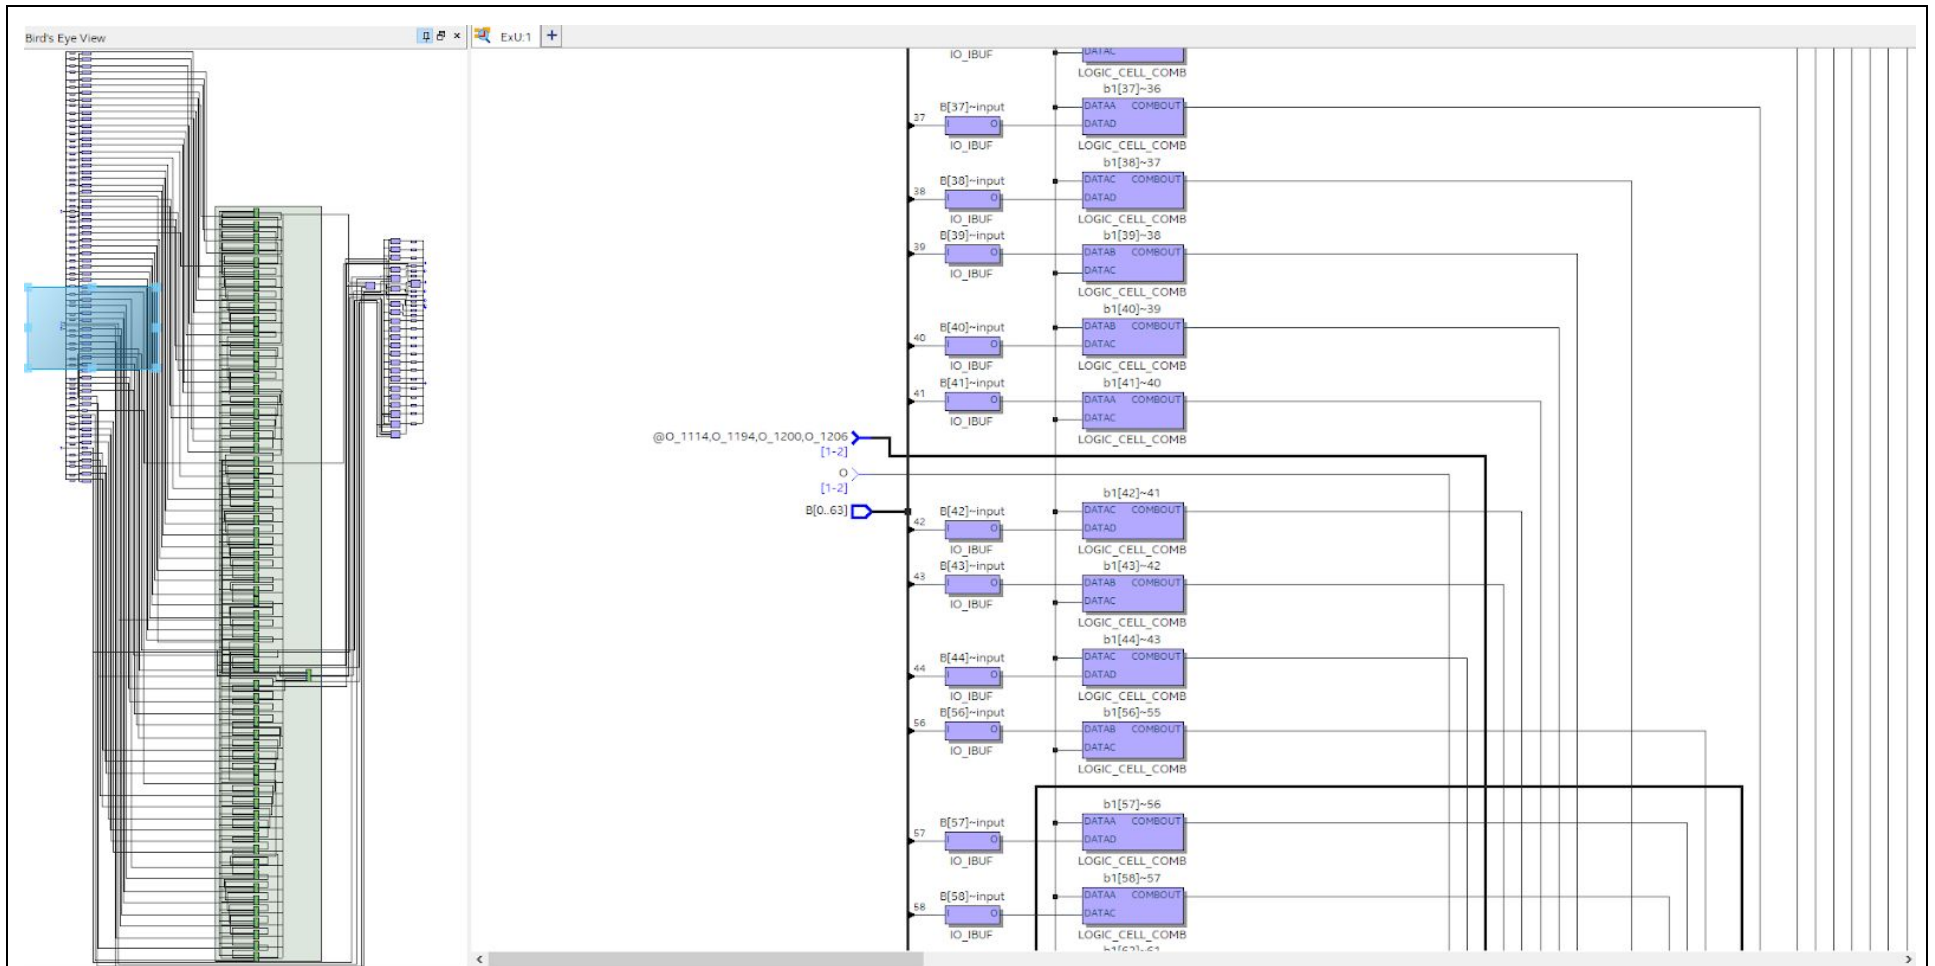 Bird's Eye View
ExU:1
IO_IBUF
DATAC
LOGIC_CELL_COMB
b1[37]~36
B[37]~input
DATAA COMBOUT
37
I O
DATAD
IO_IBUF
LOGIC_CELL_COMB
b1[38]~37
B[38]~input
DATAC COMBOUT
38
I O
DATAD
IO_IBUF
LOGIC_CELL_COMB
B[39]~input
b1[39]~38
39
I O
DATAB COMBOUT
DATAC
IO_IBUF
LOGIC_CELL_COMB
b1[40]~39
B[40]~input
DATAB COMBOUT
40
I O
DATAC
IO_IBUF
LOGIC_CELL_COMB
B[41]~input
b1[41]~40
41
I O
DATAA COMBOUT
DATAC
IO_IBUF
LOGIC_CELL_COMB
@O_1114,O_1194,O_1200,O_1206
[1-2]
O
[1-2]
B[0..63]
b1[42]~41
B[42]~input
DATAC COMBOUT
42
I O
DATAD
IO_IBUF
LOGIC_CELL_COMB
B[43]~input
b1[43]~42
43
I O
DATAB COMBOUT
DATAC
IO_IBUF
LOGIC_CELL_COMB
b1[44]~43
B[44]~input
DATAC COMBOUT
44
I O
DATAD
IO_IBUF
LOGIC_CELL_COMB
B[56]~input
b1[56]~55
56
I O
DATAB COMBOUT
DATAC
IO_IBUF
LOGIC_CELL_COMB
b1[57]~56
B[57]~input
DATAA COMBOUT
57
I O
DATAD
IO_IBUF
LOGIC_CELL_COMB
b1[58]~57
B[58]~input
DATAA COMBOUT
58
I O
DATAC
IO_IBUF
LOGIC_CELL_COMB